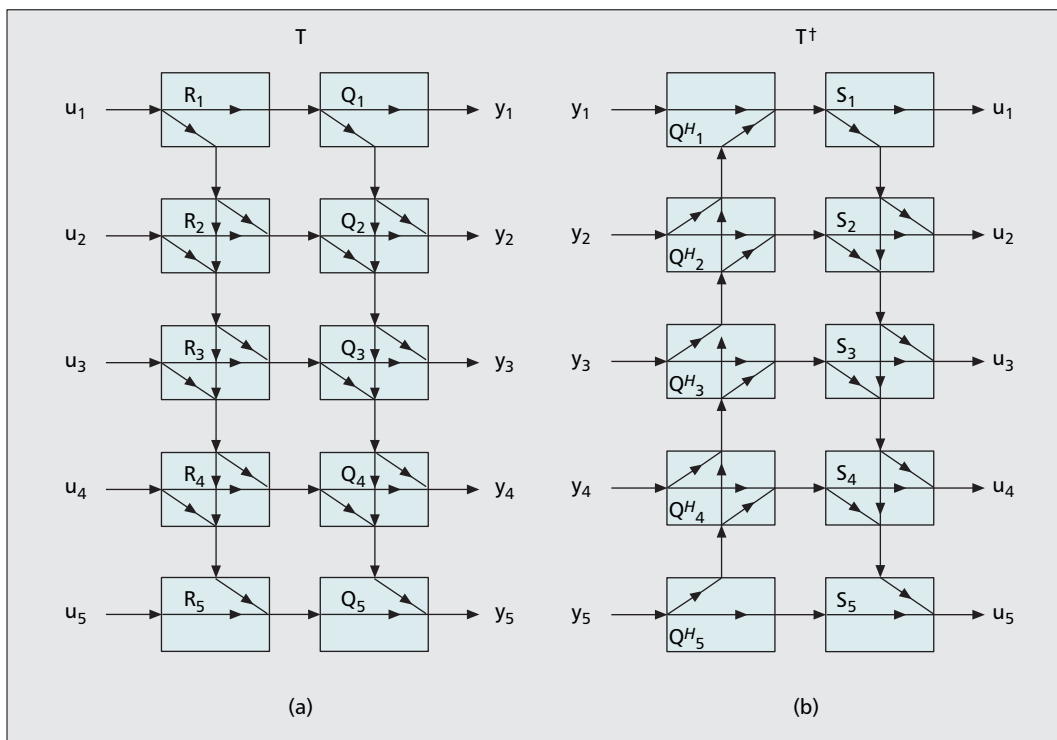 T T†
u₁ R₁ Q₁ y₁ y₁ Qᴴ₁ S₁ u₁
u₂ R₂ Q₂ y₂ y₂ Qᴴ₂ S₂ u₂
u₃ R₃ Q₃ y₃ y₃ Qᴴ₃ S₃ u₃
u₄ R₄ Q₄ y₄ y₄ Qᴴ₄ S₄ u₄
u₅ R₅ Q₅ y₅ y₅ Qᴴ₅ S₅ u₅
(a) (b)